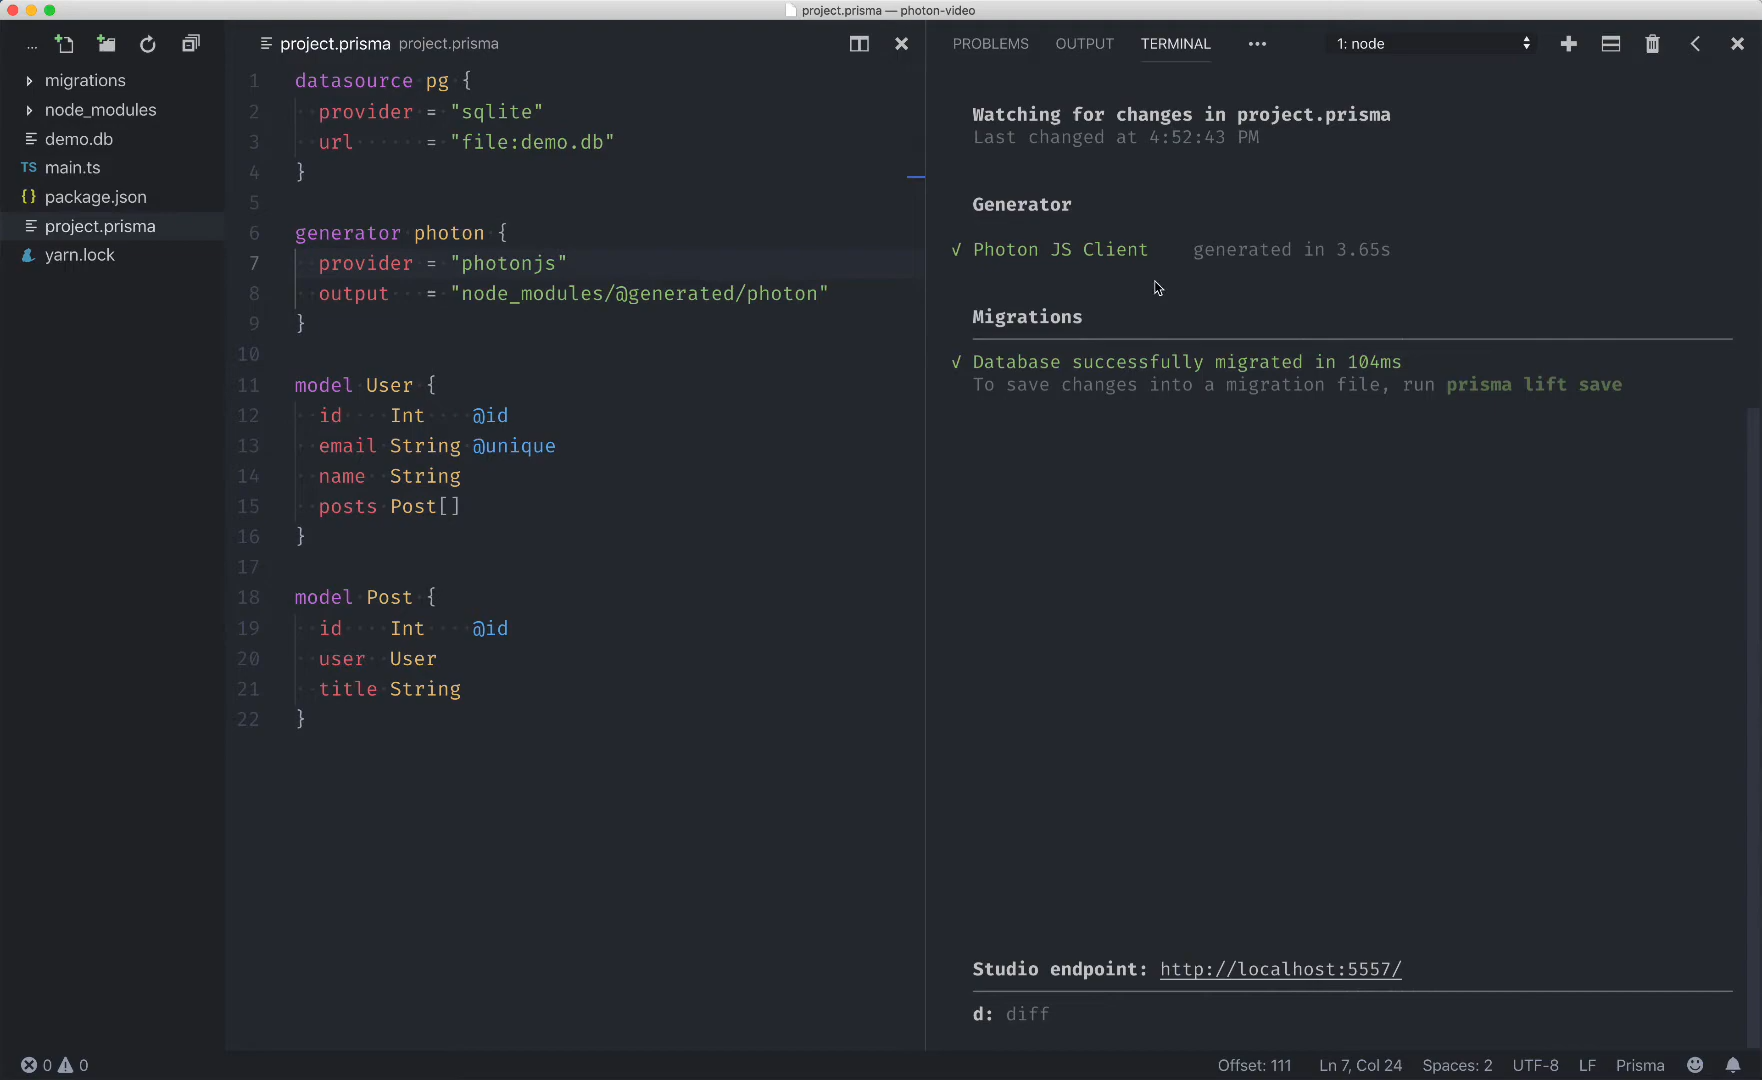 project.prisma — photon-video
...
project.prisma project.prisma
PROBLEMS OUTPUT TERMINAL ••• 1: node
migrations
node_modules
demo.db
TS main.ts
{} package.json
project.prisma
yarn.lock
1 datasource pg {
2 provider = "sqlite"
3 url = "file:demo.db"
4 }
5
6 generator photon {
7 provider = "photonjs"
8 output = "node_modules/@generated/photon"
9 }
10
11 model User {
12 id Int @id
13 email String @unique
14 name String
15 posts Post[]
16 }
17
18 model Post {
19 id Int @id
20 user User
21 title String
22 }
Watching for changes in project.prisma
Last changed at 4:52:43 PM
Generator
√ Photon JS Client generated in 3.65s
Migrations
√ Database successfully migrated in 104ms
To save changes into a migration file, run prisma lift save
Studio endpoint: http://localhost:5557/
d: diff
0 0
Offset: 111 Ln 7, Col 24 Spaces: 2 UTF-8 LF Prisma